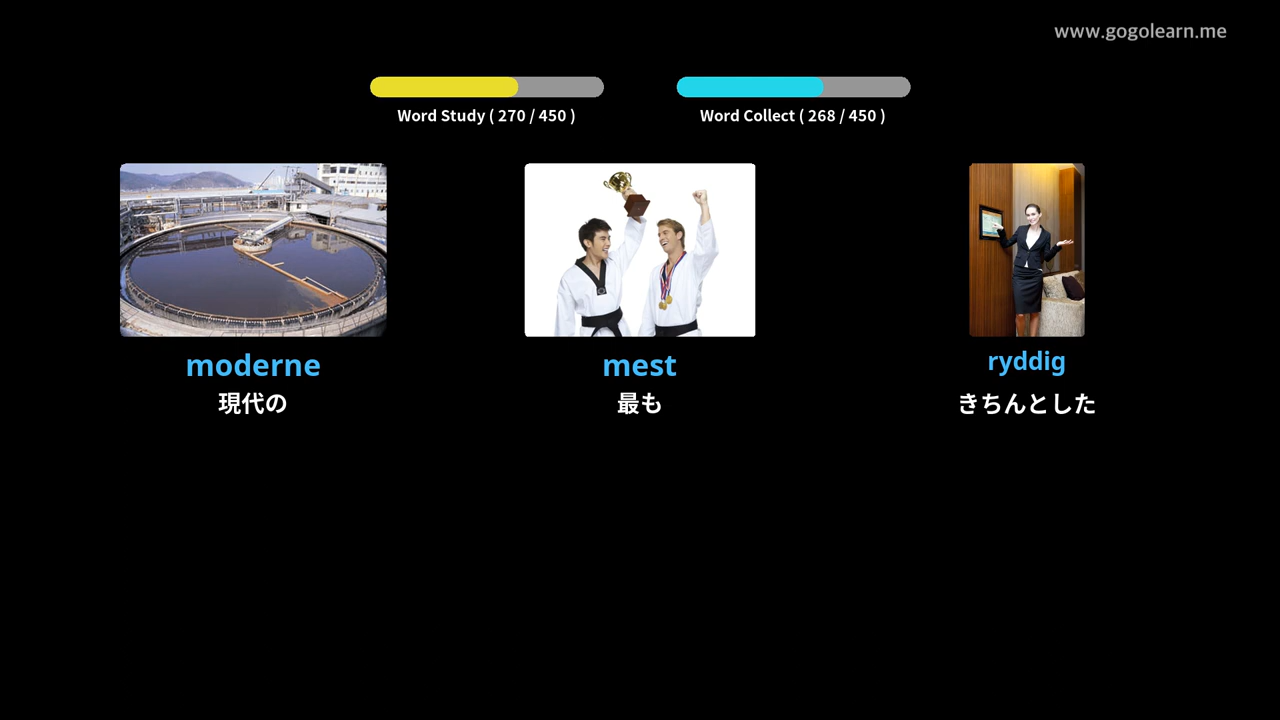 www.gogolearn.me
Word Study ( 270 / 450 )
Word Collect ( 268 / 450 )
moderne
現代の
mest
最も
ryddig
きちんとした